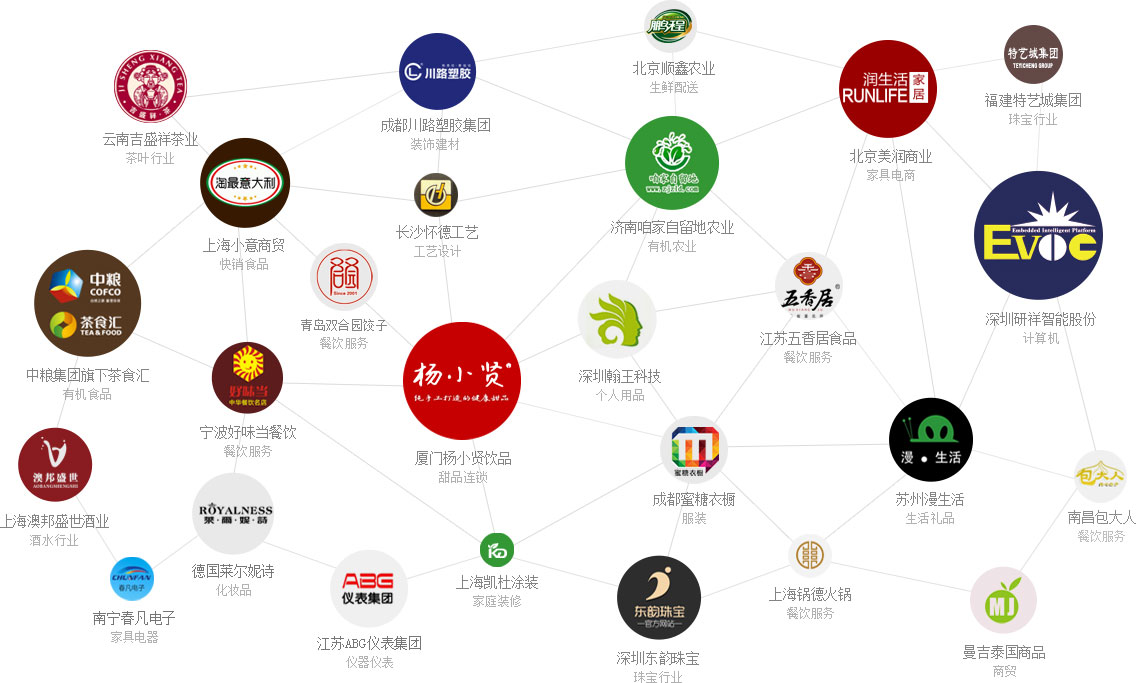 鹏程
北京顺鑫农业
生鲜配送
JI SHENG XIANG TEA
吉盛祥茶
云南吉盛祥茶业
茶叶行业
川路塑胶
成都川路塑胶集团
装饰建材
润生活
RUNLIFE
家居
北京美润商业
家具电商
特艺城集团
TEYICHENG GROUP
福建特艺城集团
珠宝行业
淘最意大利
上海小意商贸
快销食品
长沙怀德工艺
工艺设计
咱家自留地
www.zjzld.com
济南咱家自留地农业
有机农业
Embedded Intelligent Platform
EVOC
深圳研祥智能股份
计算机
中粮
COFCO
茶食汇
TEA & FOOD
中粮集团旗下茶食汇
有机食品
Since 2001
青岛双合园饺子
餐饮服务
五香居
江苏五香居食品
餐饮服务
好味当
中华餐饮名店
宁波好味当餐饮
餐饮服务
杨小贤
纯手工打造的健康甜品
厦门杨小贤饮品
甜品连锁
深圳翰王科技
个人用品
蜜糖衣橱
成都蜜糖衣橱
服装
漫·生活
苏州漫生活
生活礼品
包大人
南昌包大人
餐饮服务
澳邦盛世
AOBANGSHENGSHI
上海澳邦盛世酒业
酒水行业
ROYALNESS
莱尔妮诗
德国莱尔妮诗
化妆品
CHUNFAN
春凡电子
南宁春凡电子
家具电器
ABG
仪表集团
江苏ABG仪表集团
仪器仪表
KD
上海凯杜涂装
家庭装修
东韵珠宝
官方网站
深圳东韵珠宝
珠宝行业
上海锅德火锅
餐饮服务
MJ
曼吉泰国商品
商贸